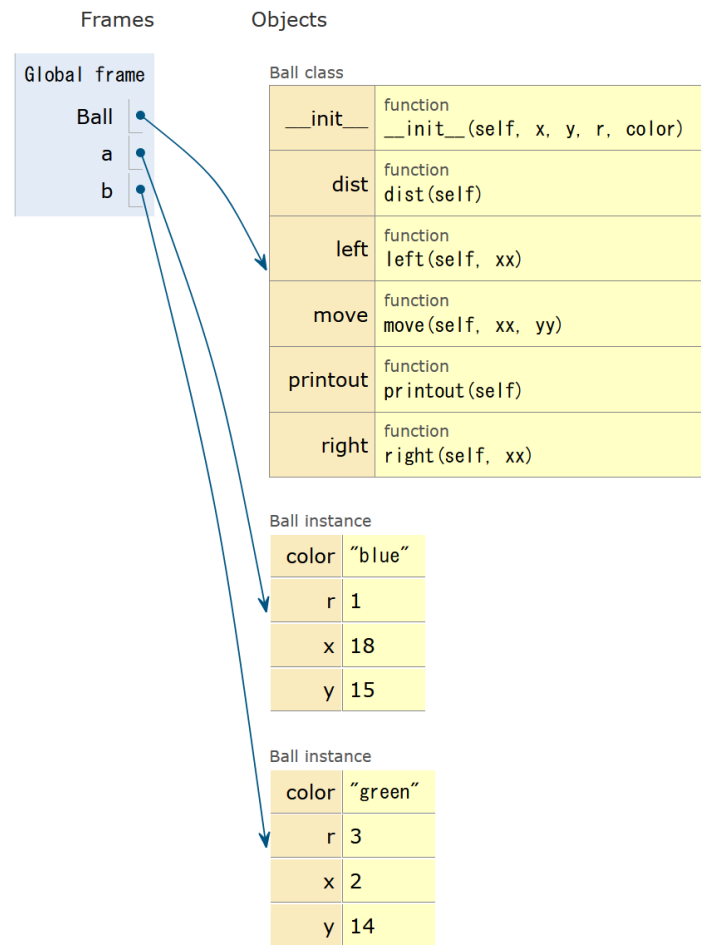 Frames Objects
Global frame
Ball
a
b
Ball class
__init__ function
__init__(self, x, y, r, color)
dist function
dist(self)
left function
left(self, xx)
move function
move(self, xx, yy)
printout function
printout(self)
right function
right(self, xx)
Ball instance
color "blue"
r 1
x 18
y 15
Ball instance
color "green"
r 3
x 2
y 14